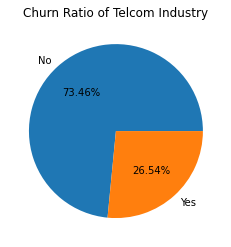 Churn Ratio of Telcom Industry
No
73.46%
26.54%
Yes